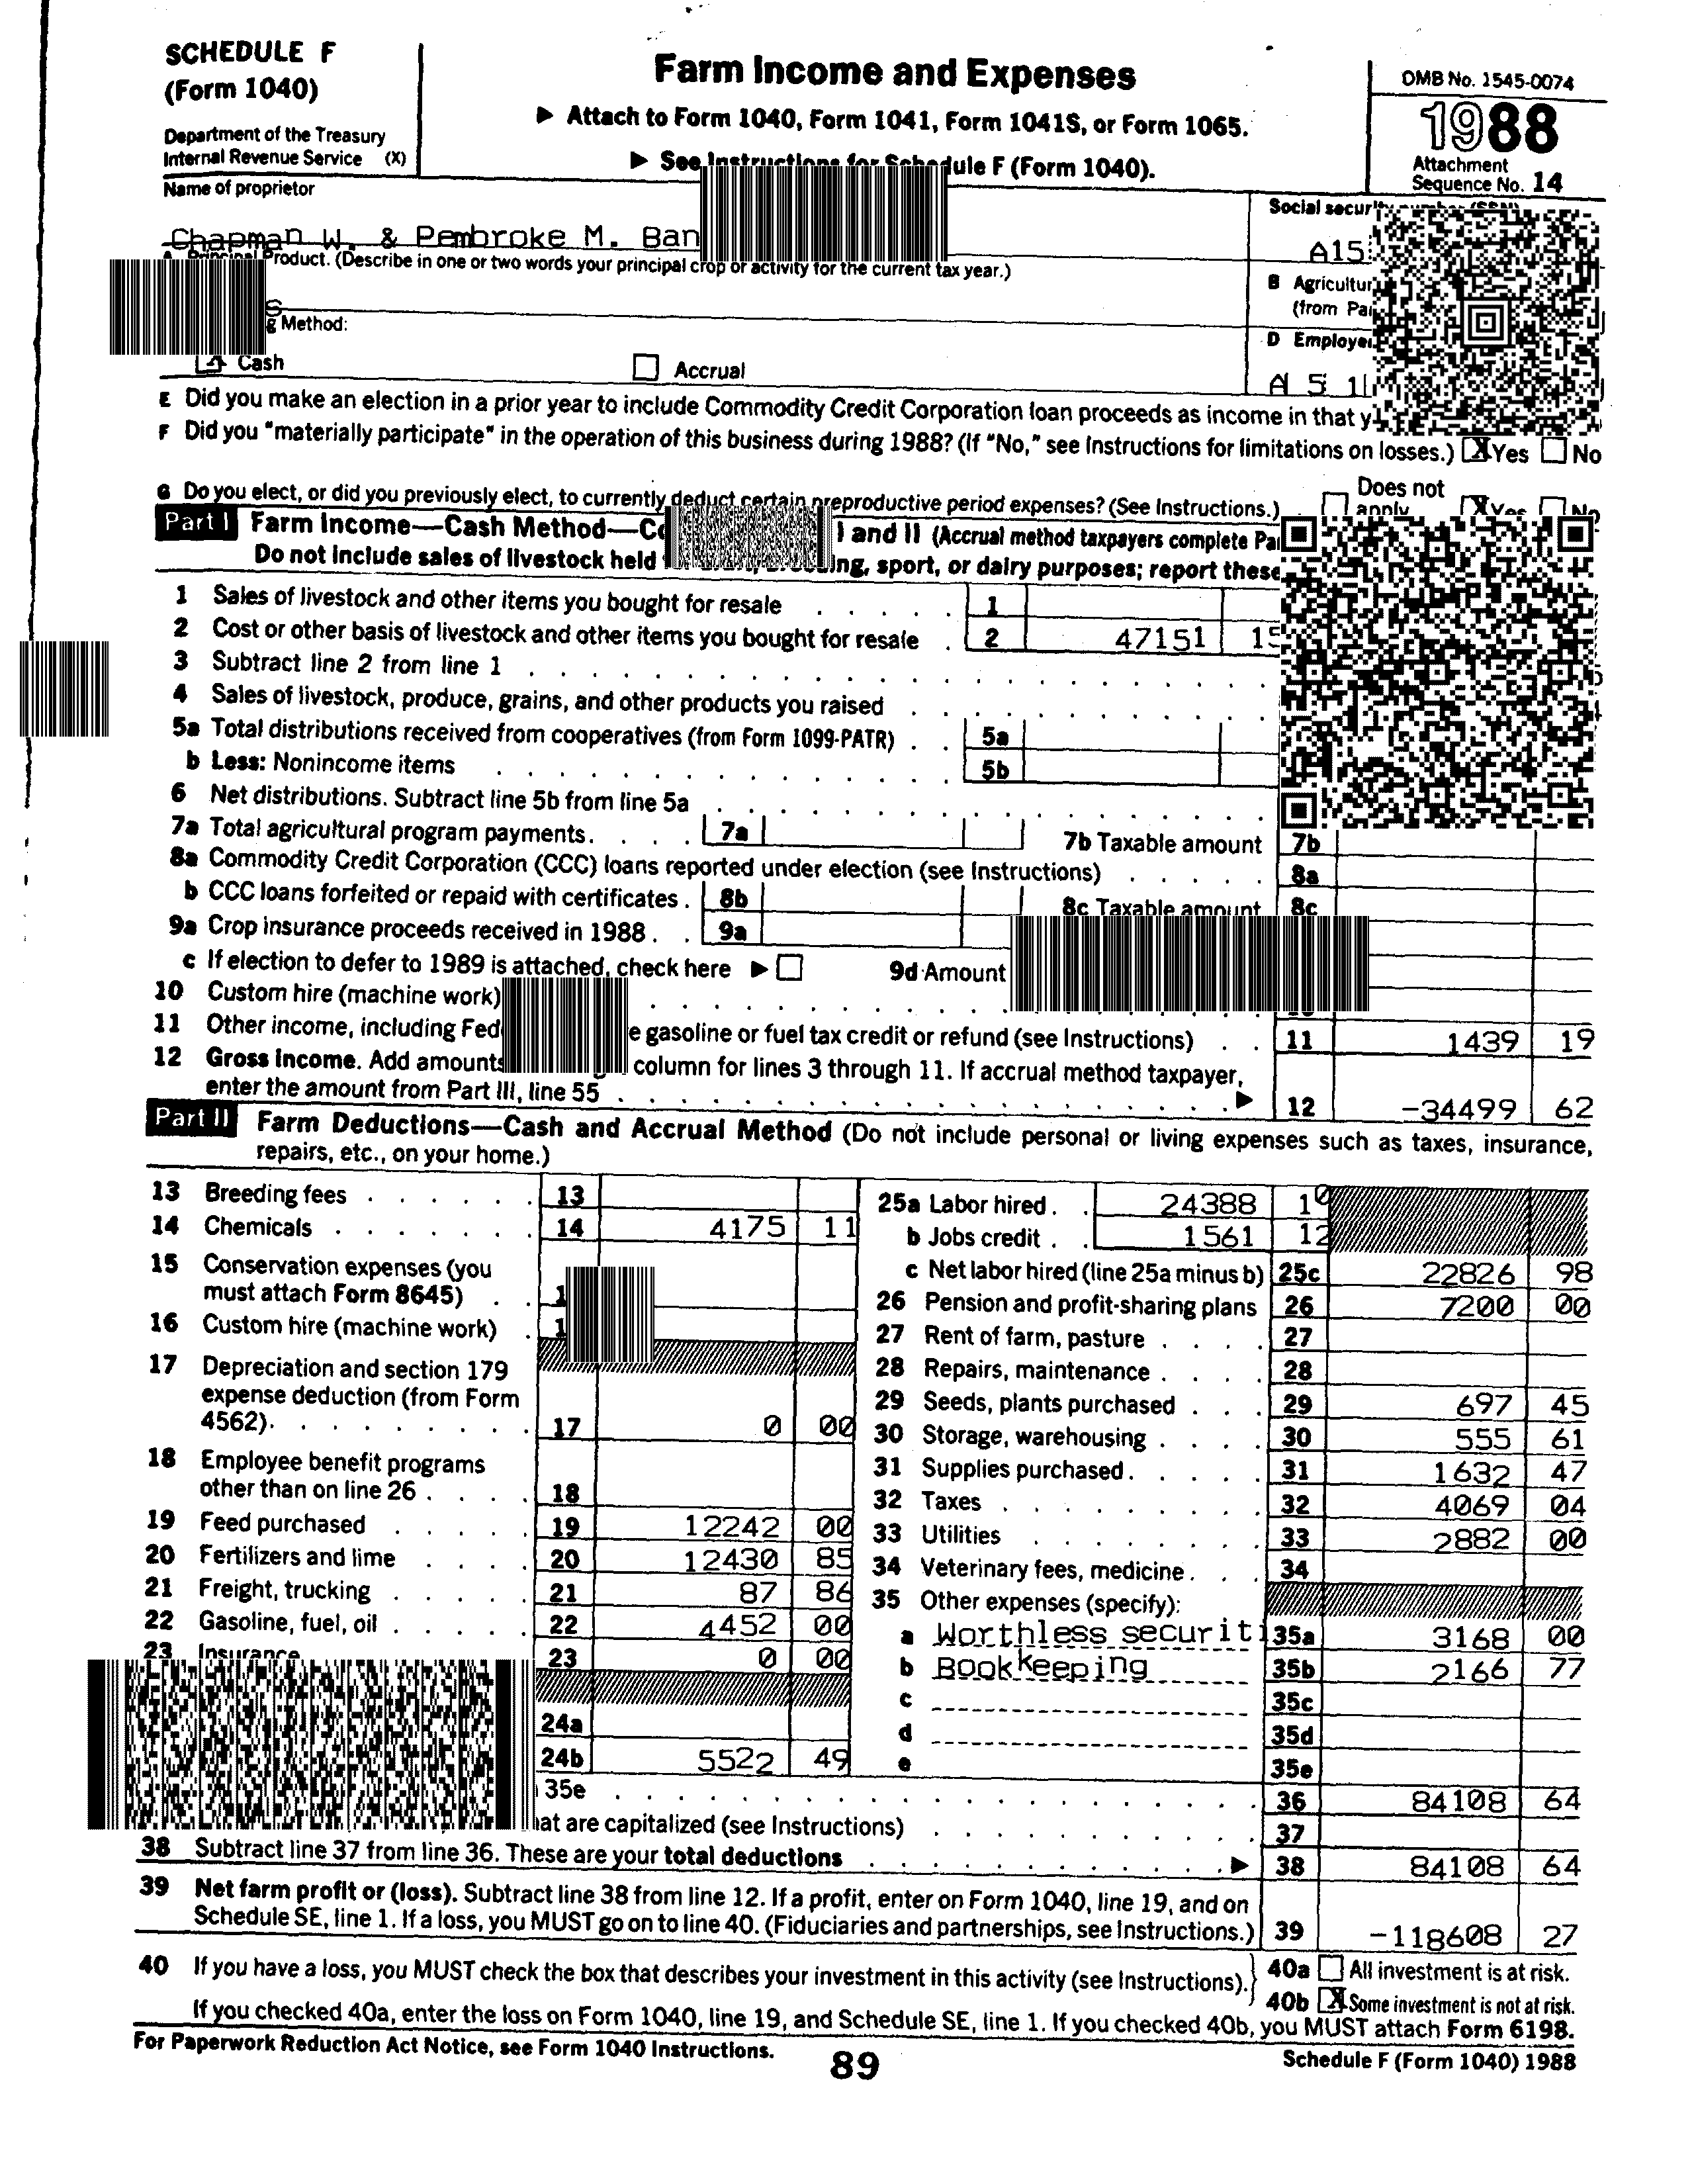 SCHEDULE F
(Form 1040)
Department of the Treasury
Internal Revenue Service (X)
Farm Income and Expenses
▶ Attach to Form 1040, Form 1041, Form 1041S, or Form 1065.
▶ See Instructions for Schedule F (Form 1040).
OMB No. 1545-0074
1988
Attachment
Sequence No. 14
Name of proprietor
Social security number (SSN)
Chapman W. & Pembroke M. Ban
A15
A Principal Product. (Describe in one or two words your principal crop or activity for the current tax year.)
B Agricultur
(from Pa
S
g Method:
D Employe
Cash
Accrual
A 5 1
E Did you make an election in a prior year to include Commodity Credit Corporation loan proceeds as income in that y
F Did you "materially participate" in the operation of this business during 1988? (If "No," see Instructions for limitations on losses.) X Yes No
G Do you elect, or did you previously elect, to currently deduct certain preproductive period expenses? (See Instructions.) Does not apply X Yes No
Part I Farm Income—Cash Method—Co I and II (Accrual method taxpayers complete Pa
Do not include sales of livestock held ing, sport, or dairy purposes; report these
1 Sales of livestock and other items you bought for resale 1
2 Cost or other basis of livestock and other items you bought for resale 2 47151 15
3 Subtract line 2 from line 1
4 Sales of livestock, produce, grains, and other products you raised
5a Total distributions received from cooperatives (from Form 1099-PATR) 5a
b Less: Nonincome items 5b
6 Net distributions. Subtract line 5b from line 5a
7a Total agricultural program payments. 7a 7b Taxable amount 7b
8a Commodity Credit Corporation (CCC) loans reported under election (see Instructions) 8a
b CCC loans forfeited or repaid with certificates. 8b 8c Taxable amount 8c
9a Crop insurance proceeds received in 1988. 9a
c If election to defer to 1989 is attached, check here ▶ 9d Amount
10 Custom hire (machine work)
11 Other income, including Fed e gasoline or fuel tax credit or refund (see Instructions) 11 1439 19
12 Gross income. Add amounts column for lines 3 through 11. If accrual method taxpayer,
enter the amount from Part III, line 55 ▶ 12 -34499 62
Part II Farm Deductions—Cash and Accrual Method (Do not include personal or living expenses such as taxes, insurance,
repairs, etc., on your home.)
13 Breeding fees 13
14 Chemicals 14 4175 11
15 Conservation expenses (you
must attach Form 8645) 1
16 Custom hire (machine work) 1
17 Depreciation and section 179
expense deduction (from Form
4562). 17 0 00
18 Employee benefit programs
other than on line 26 18
19 Feed purchased 19 12242 00
20 Fertilizers and lime 20 12430 85
21 Freight, trucking 21 87 86
22 Gasoline, fuel, oil 22 4452 00
23 Insurance 23 0 00
24a
24b 5522 49
25a Labor hired. 24388 10
b Jobs credit 1561 12
c Net labor hired (line 25a minus b) 25c 22826 98
26 Pension and profit-sharing plans 26 7200 00
27 Rent of farm, pasture 27
28 Repairs, maintenance 28
29 Seeds, plants purchased 29 697 45
30 Storage, warehousing 30 555 61
31 Supplies purchased. 31 1632 47
32 Taxes 32 4069 04
33 Utilities 33 2882 00
34 Veterinary fees, medicine. 34
35 Other expenses (specify):
a Worthless securiti 35a 3168 00
b Bookkeeping 35b 2166 77
c 35c
d 35d
e 35e
35e 36 84108 64
hat are capitalized (see Instructions) 37
38 Subtract line 37 from line 36. These are your total deductions ▶ 38 84108 64
39 Net farm profit or (loss). Subtract line 38 from line 12. If a profit, enter on Form 1040, line 19, and on
Schedule SE, line 1. If a loss, you MUST go on to line 40. (Fiduciaries and partnerships, see Instructions.) 39 -118608 27
40 If you have a loss, you MUST check the box that describes your investment in this activity (see Instructions). 40a All investment is at risk.
40b X Some investment is not at risk.
If you checked 40a, enter the loss on Form 1040, line 19, and Schedule SE, line 1. If you checked 40b, you MUST attach Form 6198.
For Paperwork Reduction Act Notice, see Form 1040 Instructions.
89
Schedule F (Form 1040) 1988